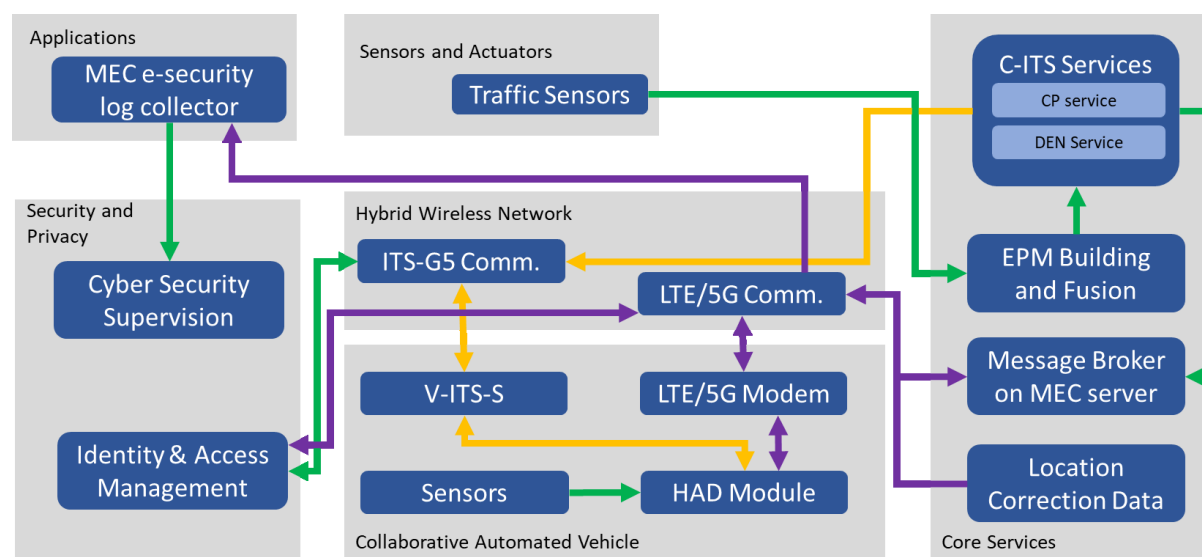 Applications
MEC e-security
log collector
Sensors and Actuators
Traffic Sensors
C-ITS Services
CP service
DEN Service
Security and
Privacy
Cyber Security
Supervision
Identity & Access
Management
Hybrid Wireless Network
ITS-G5 Comm.
LTE/5G Comm.
V-ITS-S
LTE/5G Modem
Sensors
HAD Module
Collaborative Automated Vehicle
EPM Building
and Fusion
Message Broker
on MEC server
Location
Correction Data
Core Services